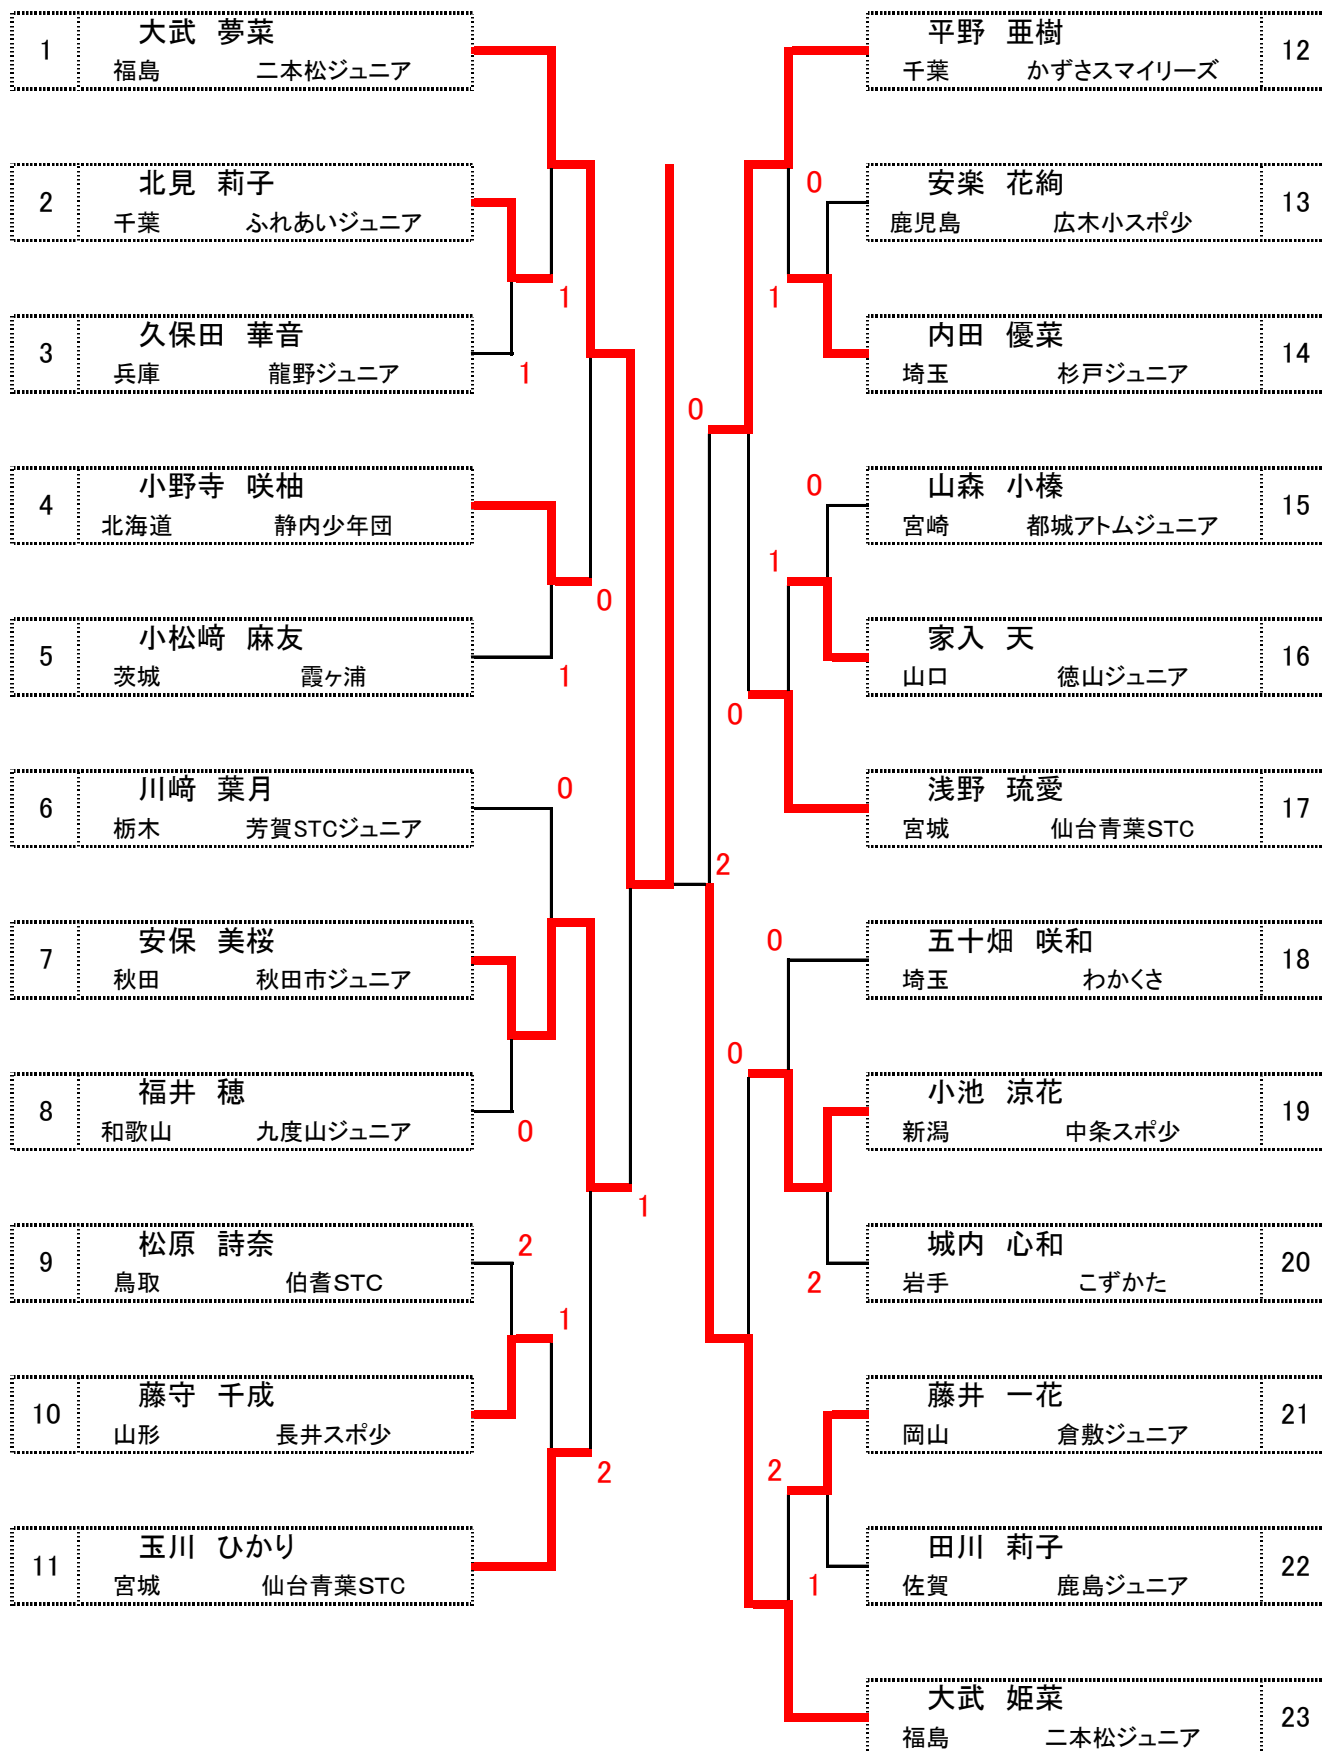 1 大武 夢菜
福島 二本松ジュニア
2 北見 莉子
千葉 ふれあいジュニア
1
3 久保田 華音
兵庫 龍野ジュニア
1
4 小野寺 咲柚
北海道 静内少年団
0
5 小松﨑 麻友
茨城 霞ヶ浦
1
6 川﨑 葉月
栃木 芳賀STCジュニア
0
7 安保 美桜
秋田 秋田市ジュニア
8 福井 穂
和歌山 九度山ジュニア
0
1
9 松原 詩奈
鳥取 伯耆STC
2
1
10 藤守 千成
山形 長井スポ少
2
11 玉川 ひかり
宮城 仙台青葉STC
平野 亜樹 12
千葉 かずさスマイリーズ
0
安楽 花絢 13
鹿児島 広木小スポ少
1
内田 優菜 14
埼玉 杉戸ジュニア
0
0
山森 小榛 15
宮崎 都城アトムジュニア
1
家入 天 16
山口 徳山ジュニア
0
浅野 琉愛 17
宮城 仙台青葉STC
2
0
五十畑 咲和 18
埼玉 わかくさ
0
小池 涼花 19
新潟 中条スポ少
城内 心和 20
岩手 こずかた
2
藤井 一花 21
岡山 倉敷ジュニア
2
田川 莉子 22
佐賀 鹿島ジュニア
1
大武 姫菜 23
福島 二本松ジュニア